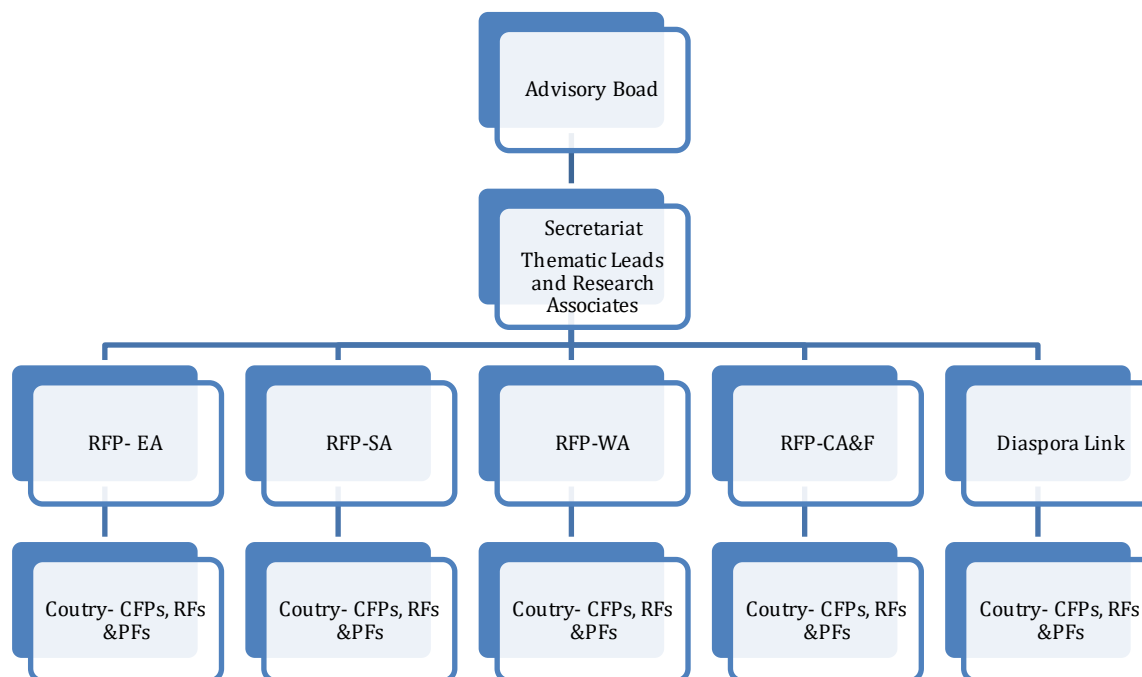 Advisory Boad
Secretariat
Thematic Leads
and Research
Associates
RFP- EA
RFP-SA
RFP-WA
RFP-CA&F
Diaspora Link
Coutry- CFPs, RFs
&PFs
Coutry- CFPs, RFs
&PFs
Coutry- CFPs, RFs
&PFs
Coutry- CFPs, RFs
&PFs
Coutry- CFPs, RFs
&PFs